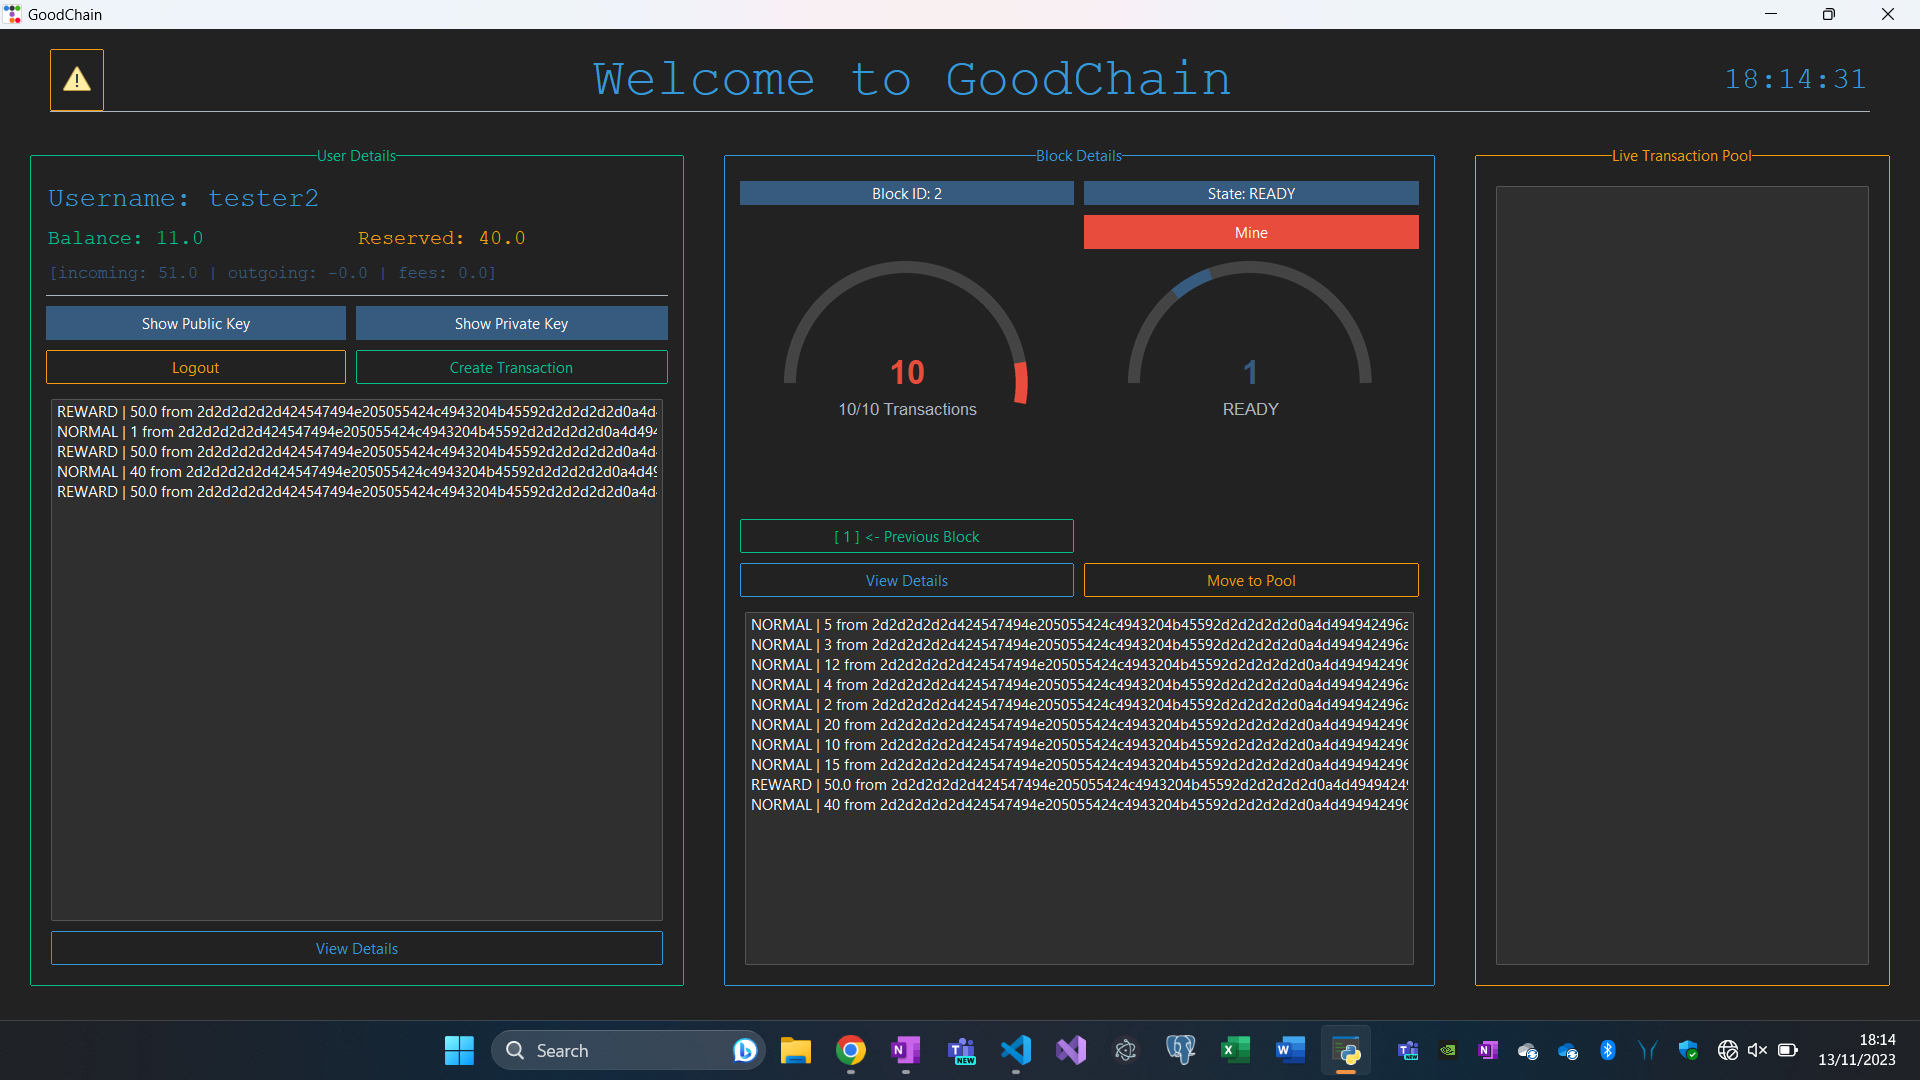 GoodChain
Welcome to GoodChain
18:14:31
User Details
Username: tester2
Balance: 11.0
Reserved: 40.0
[incoming: 51.0 | outgoing: -0.0 | fees: 0.0]
Show Public Key
Show Private Key
Logout
Create Transaction
REWARD | 50.0 from 2d2d2d2d2d424547494e205055424c4943204b45592d2d2d2d2d0a4d
NORMAL | 1 from 2d2d2d2d2d424547494e205055424c4943204b45592d2d2d2d2d0a4d494
REWARD | 50.0 from 2d2d2d2d2d424547494e205055424c4943204b45592d2d2d2d2d0a4d
NORMAL | 40 from 2d2d2d2d2d424547494e205055424c4943204b45592d2d2d2d2d0a4d49
REWARD | 50.0 from 2d2d2d2d2d424547494e205055424c4943204b45592d2d2d2d2d0a4d
View Details
Block Details
Block ID: 2
State: READY
Mine
10
10/10 Transactions
1
READY
[ 1 ] <- Previous Block
View Details
Move to Pool
NORMAL | 5 from 2d2d2d2d2d424547494e205055424c4943204b45592d2d2d2d2d0a4d494942496a
NORMAL | 3 from 2d2d2d2d2d424547494e205055424c4943204b45592d2d2d2d2d0a4d494942496a
NORMAL | 12 from 2d2d2d2d2d424547494e205055424c4943204b45592d2d2d2d2d0a4d494942496
NORMAL | 4 from 2d2d2d2d2d424547494e205055424c4943204b45592d2d2d2d2d0a4d494942496a
NORMAL | 2 from 2d2d2d2d2d424547494e205055424c4943204b45592d2d2d2d2d0a4d494942496a
NORMAL | 20 from 2d2d2d2d2d424547494e205055424c4943204b45592d2d2d2d2d0a4d494942496
NORMAL | 10 from 2d2d2d2d2d424547494e205055424c4943204b45592d2d2d2d2d0a4d494942496
NORMAL | 15 from 2d2d2d2d2d424547494e205055424c4943204b45592d2d2d2d2d0a4d494942496
REWARD | 50.0 from 2d2d2d2d2d424547494e205055424c4943204b45592d2d2d2d2d0a4d49494249
NORMAL | 40 from 2d2d2d2d2d424547494e205055424c4943204b45592d2d2d2d2d0a4d494942496
Live Transaction Pool
Search
NEW
18:14
13/11/2023